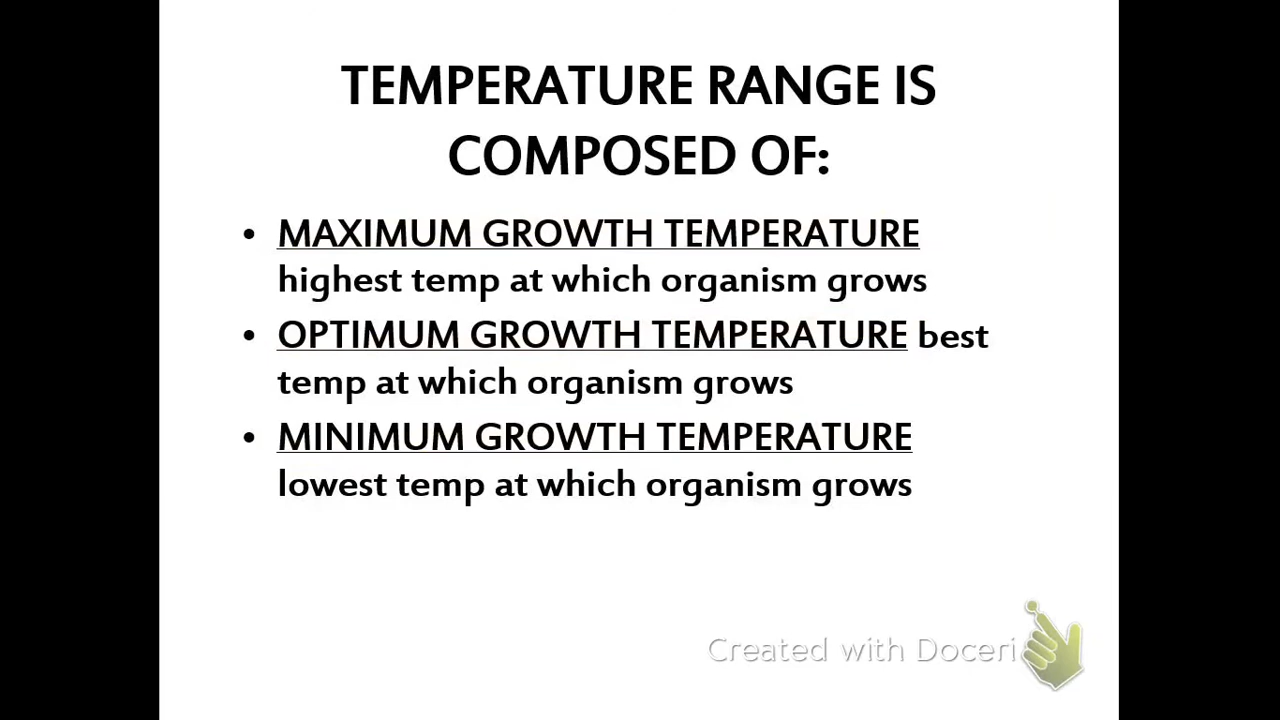 TEMPERATURE RANGE IS
COMPOSED OF:
• MAXIMUM GROWTH TEMPERATURE
highest temp at which organism grows
• OPTIMUM GROWTH TEMPERATURE best
temp at which organism grows
• MINIMUM GROWTH TEMPERATURE
lowest temp at which organism grows
Created with Doceri